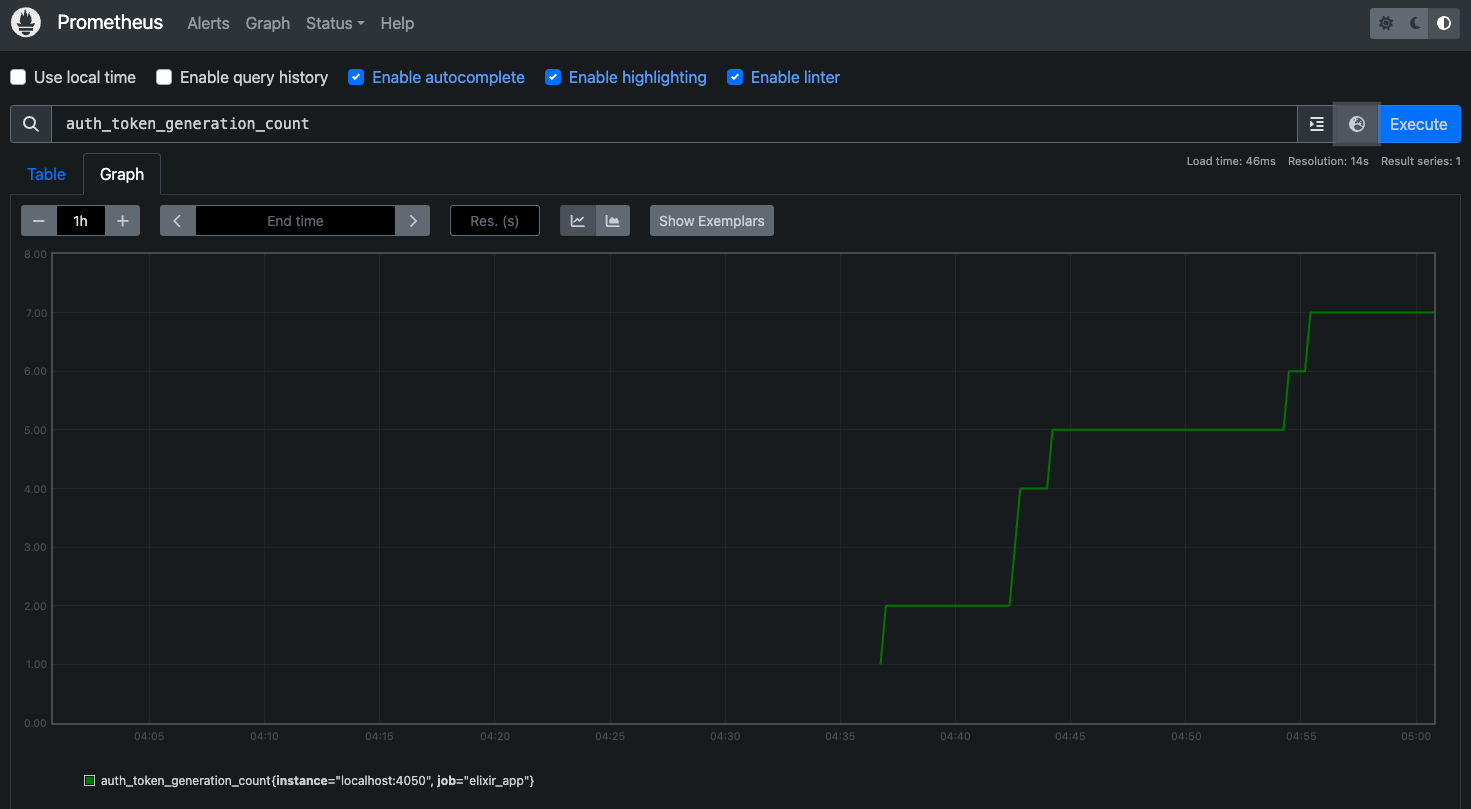 Prometheus Alerts Graph Status Help
Use local time Enable query history Enable autocomplete Enable highlighting Enable linter
auth_token_generation_count Execute
Load time: 46ms Resolution: 14s Result series: 1
Table Graph
1h End time Res. (s) Show Exemplars
8.00
7.00
6.00
5.00
4.00
3.00
2.00
1.00
0.00
04:05 04:10 04:15 04:20 04:25 04:30 04:35 04:40 04:45 04:50 04:55 05:00
auth_token_generation_count{instance="localhost:4050", job="elixir_app"}